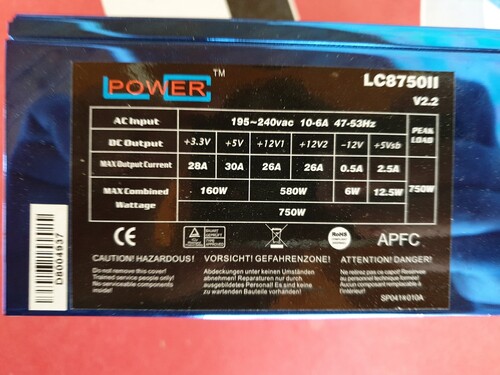 LC POWER™
LC8750II
V2.2
AC Input 195~240vac 10-6A 47-53Hz PEAK LOAD
DC Output +3.3V +5V +12V1 +12V2 -12V +5Vsb
MAX Output Current 28A 30A 26A 26A 0.5A 2.5A
MAX Combined Wattage 160W 580W 6W 12.5W 750W
750W
CE RoHS APFC
CAUTION! HAZARDOUS! VORSICHT! GEFAHRENZONE! ATTENTION! DANGER!
Do not remove this cover!
Trained service people only!
No serviceable components
inside!
Abdeckungen unter keinen Umständen
abnehmen! Reparaturen nur durch
ausgebildetes Personal! Es sind keine
zu wartenden Bauteile vorhanden!
Ne retirez pas ce capot! Reservee
au personnel technique forme!
Aucun composant remplaçable à
l'intérieur!
D8004937